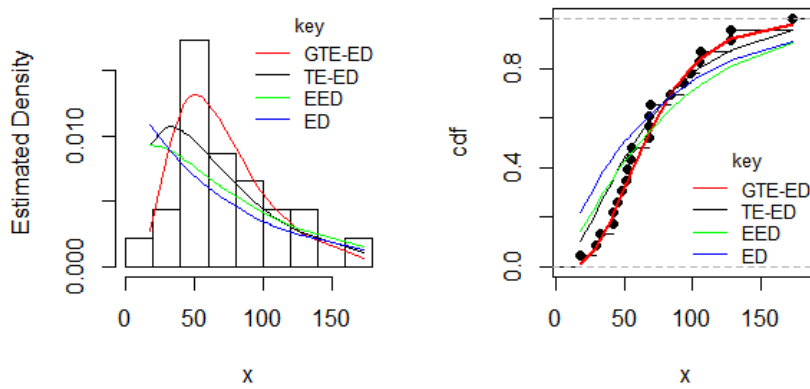 Estimated Density
0.000
0.010
key
GTE-ED
TE-ED
EED
ED
0 50 100 150
x
cdf
0.0
0.4
0.8
key
GTE-ED
TE-ED
EED
ED
0 50 100 150
x